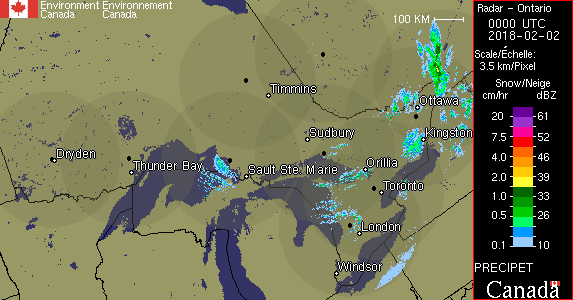 Environment Environnement
Canada Canada
100 KM
Timmins
Ottawa
Sudbury
Kingston
Dryden
Thunder Bay
Sault Ste. Marie
Orillia
Toronto
London
Windsor
Radar - Ontario
0000 UTC
2018-02-02
Scale/Échelle:
3.5 km/Pixel
Snow/Neige
cm/hr dBZ
20 61
7.5 52
4.0 46
2.0 39
1.0 33
0.5 26
0.1 10
PRECIPET
Canada